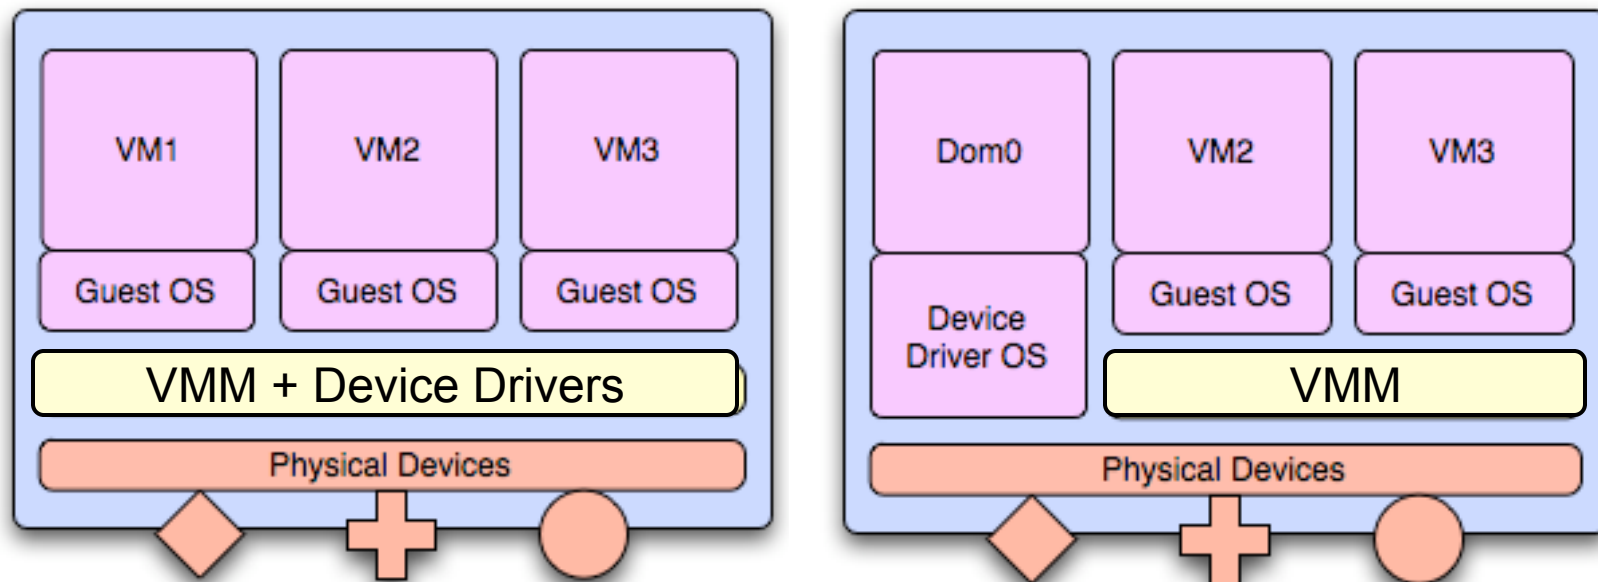 VM1
VM2
VM3
Guest OS
Guest OS
Guest OS
VMM + Device Drivers
Physical Devices
Dom0
VM2
VM3
Device
Driver OS
Guest OS
Guest OS
VMM
Physical Devices